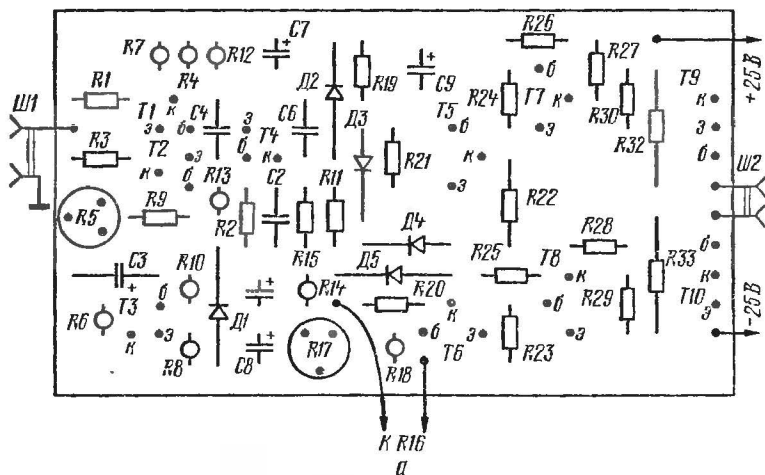 R26
C7
R7 R12 R27
+25В
R4 Д2 R19 C9 б T9
R1 к R24 T7 к к
Ш1 R30
T1 C4 C6 Д3 T5
э б э б э э
R32
R3 T2 б T4 R21 к б Ш2
э к
к б R13 C2 R11 э R22
R5 R9 R2
Д4 R28 б
R15 R25 T8
C3 R10 Д5 R33 к
б R14 R20 к T10
R6 T3 Д1 к б R29 э
-25В
к э б э э
R8 C8 R17 R18 T6 R23
К R16
а